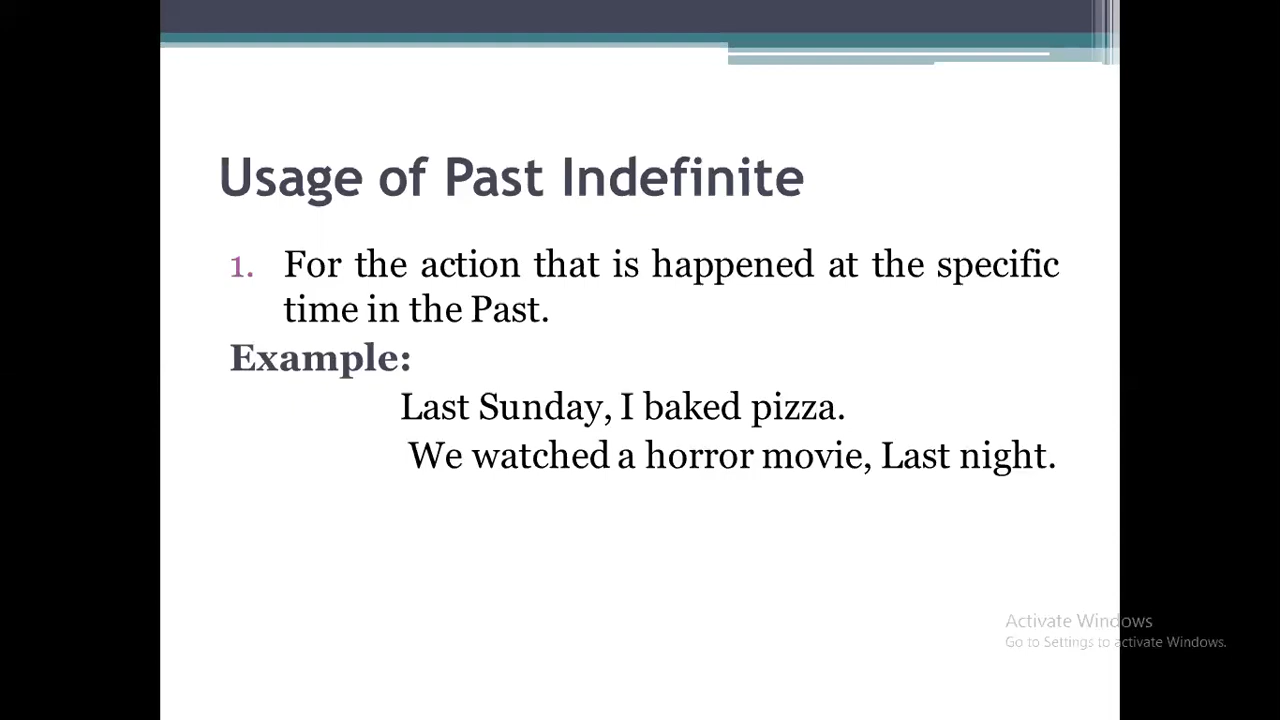 Usage of Past Indefinite
1. For the action that is happened at the specific
time in the Past.
Example:
Last Sunday, I baked pizza.
We watched a horror movie, Last night.
Activate Windows
Go to Settings to activate Windows.